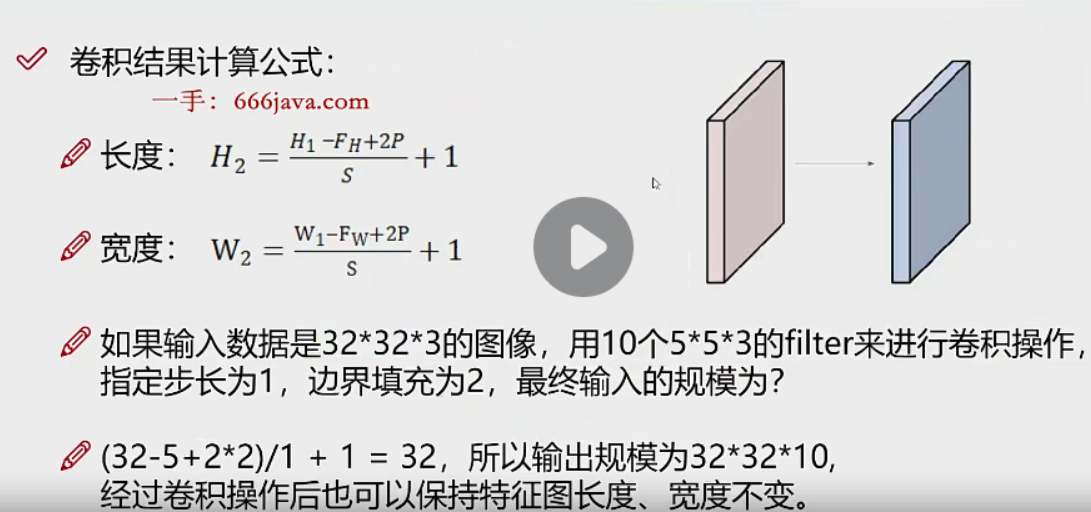 卷积结果计算公式：
一手：666java.com
长度： H₂ = (H₁ -F_H+2P)/S + 1
宽度： W₂ = (W₁-F_W+2P)/S + 1
如果输入数据是32*32*3的图像，用10个5*5*3的filter来进行卷积操作，
指定步长为1，边界填充为2，最终输入的规模为？
(32-5+2*2)/1 + 1 = 32，所以输出规模为32*32*10,
经过卷积操作后也可以保持特征图长度、宽度不变。